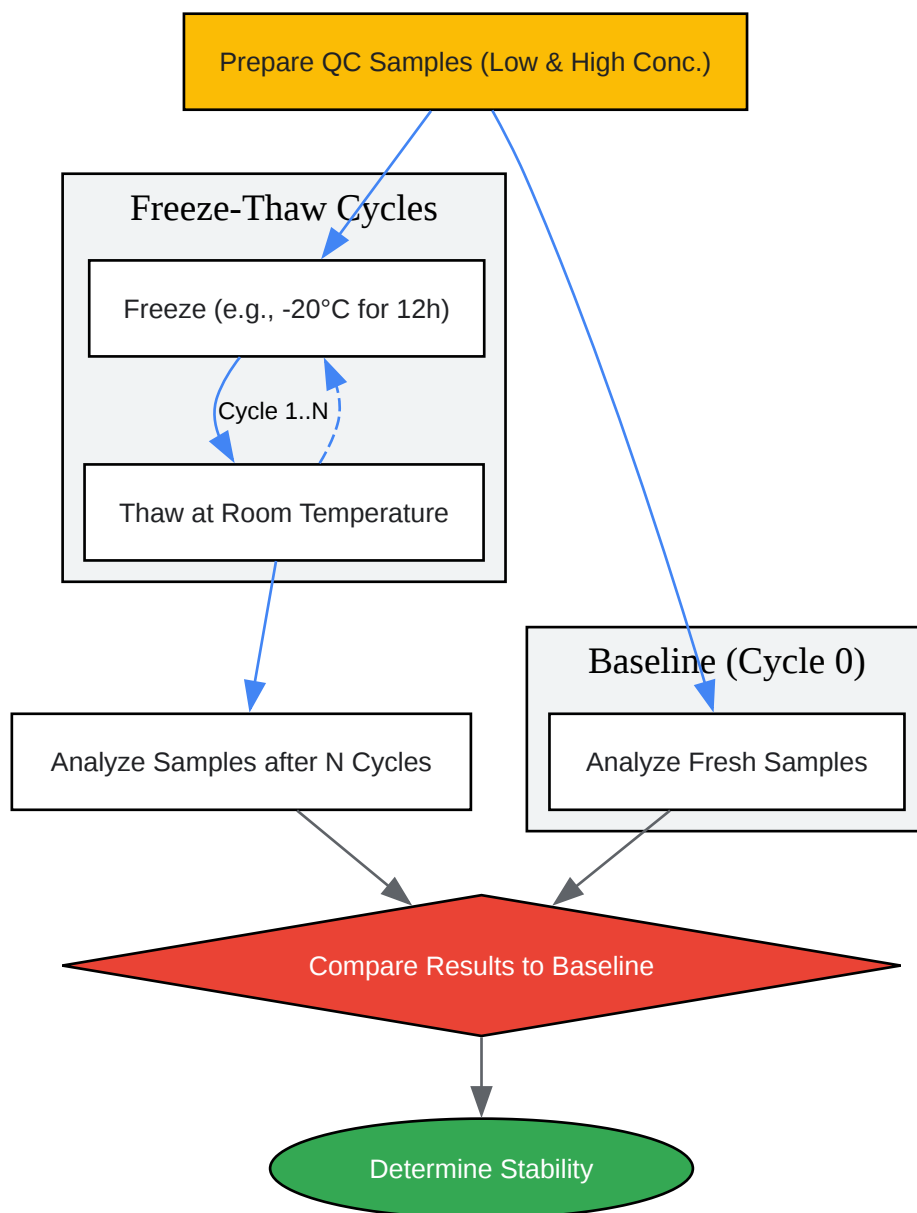 Prepare QC Samples (Low & High Conc.)
Freeze-Thaw Cycles
Freeze (e.g., -20°C for 12h)
Cycle 1..N
Thaw at Room Temperature
Baseline (Cycle 0)
Analyze Samples after N Cycles
Analyze Fresh Samples
Compare Results to Baseline
Determine Stability